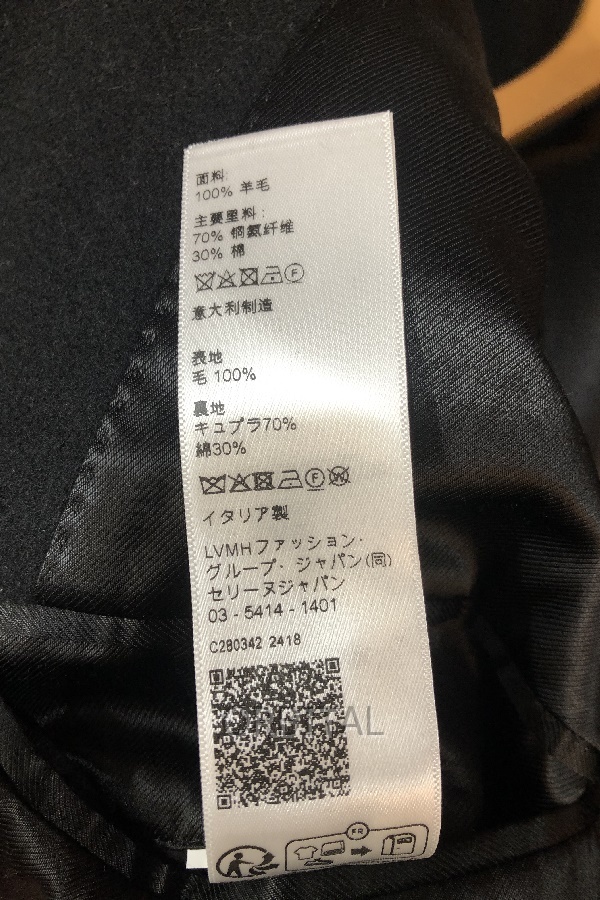 面料:
100% 羊毛
主要里料:
70% 铜氨纤维
30% 棉
F
意大利制造
表地
毛 100%
裏地
キュプラ70%
綿30%
F W
イタリア製
LVMHファッション・
グループ・ジャパン(同)
セリーヌジャパン
03 - 5414 - 1401
C280342 2418
FR